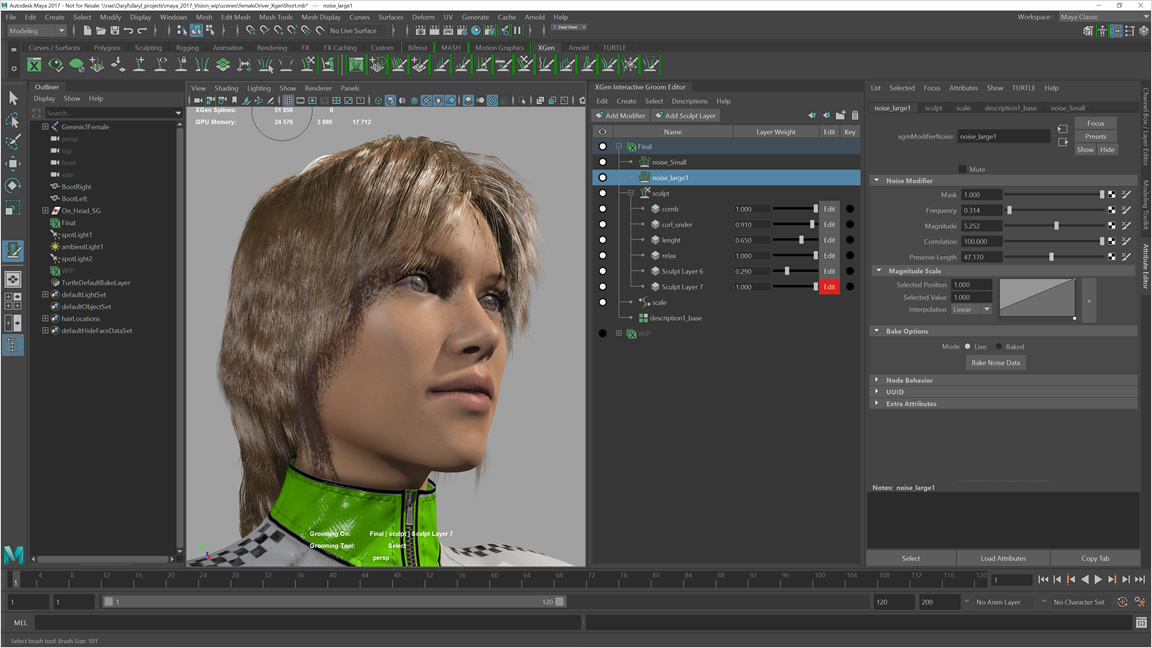 Autodesk Maya 2017 - Not for Resale: \\nas\Daryl\daryl_projects\maya_2017_Vision_wip\scenes\femaleDriver_XgenShort.mb* --- noise_large1
File Edit Create Select Modify Display Windows Mesh Edit Mesh Mesh Tools Mesh Display Curves Surfaces Deform UV Generate Cache Arnold Help
Workspace : Maya Classic
Modeling
No Live Surface
Curves / Surfaces Polygons Sculpting Rigging Animation Rendering FX FX Caching Custom Bifrost MASH Motion Graphics XGen Arnold TURTLE
Outliner
Display Show Help
Search...
Genesis3Female
persp
top
front
side
BootRight
BootLeft
On_Head_SG
Final
spotLight1
ambientLight1
spotLight2
WIP
TurtleDefaultBakeLayer
defaultLightSet
defaultObjectSet
hairLocations
defaultHideFaceDataSet
View Shading Lighting Show Renderer Panels
XGen Splines: 51 856 0
GPU Memory: 24 576 3 880 17 712
Grooming On: Final | sculpt | Sculpt Layer 7
Grooming Tool: Select
persp
XGen Interactive Groom Editor
Edit Create Select Descriptions Help
Add Modifier Add Sculpt Layer
Name Layer Weight Edit Key
Final
noise_Small
noise_large1
sculpt
comb 1.000 Edit
curl_under 0.910 Edit
lenght 0.650 Edit
relax 1.000 Edit
Sculpt Layer 6 0.290 Edit
Sculpt Layer 7 1.000 Edit
scale
description1_base
WIP
List Selected Focus Attributes Show TURTLE Help
noise_large1 sculpt scale description1_base noise_Small
xgmModifierNoise: noise_large1
Focus
Presets
Show Hide
Mute
Noise Modifier
Mask 1.000
Frequency 0.314
Magnitude 5.252
Correlation 100.000
Preserve Length 47.170
Magnitude Scale
Selected Position 1.000
Selected Value 1.000
Interpolation Linear
>
Bake Options
Mode Live Baked
Bake Noise Data
Node Behavior
UUID
Extra Attributes
Notes: noise_large1
Select Load Attributes Copy Tab
Channel Box / Layer Editor
Modeling Toolkit
Attribute Editor
1 4 8 12 16 20 24 28 32 36 40 44 48 52 56 60 64 68 72 76 80 84 88 92 96 100 104 108 112 116 120 1
1 1 1 120 120 200 No Anim Layer No Character Set
MEL
Select brush tool: Brush Size: 101